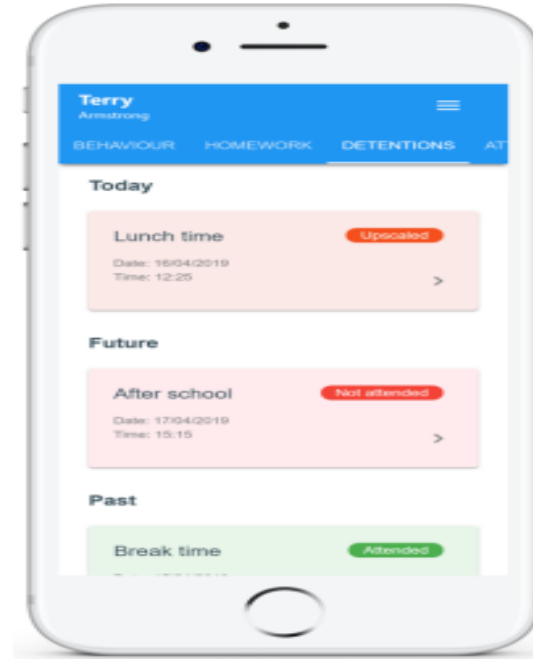 Terry
Armstrong
BEHAVIOUR HOMEWORK DETENTIONS AT
Today
Lunch time Upscaled
Date: 16/04/2019
Time: 12:25 >
Future
After school Not attended
Date: 17/04/2019
Time: 15:15 >
Past
Break time Attended